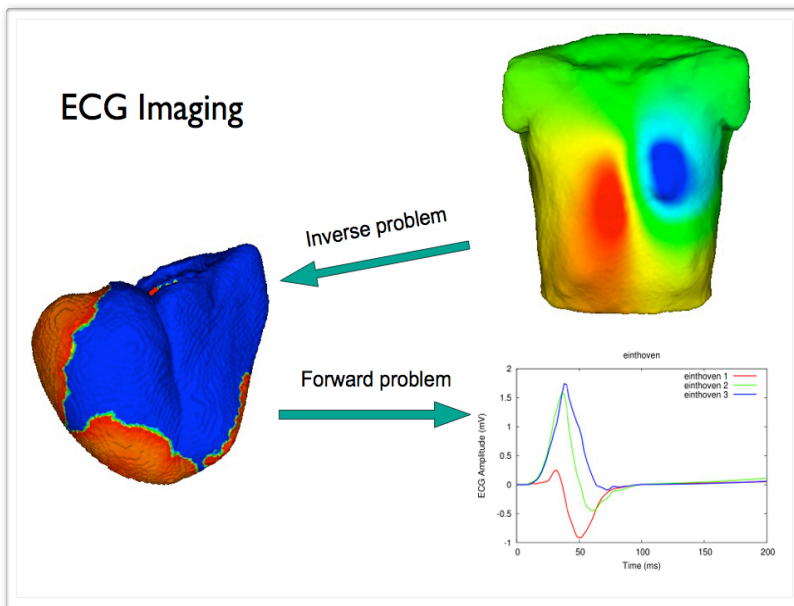 ECG Imaging
Inverse problem
Forward problem
einthoven
einthoven 1
einthoven 2
einthoven 3
ECG Amplitude (mV)
2
1.5
1
0.5
0
-0.5
-1
0
50
100
150
200
Time (ms)